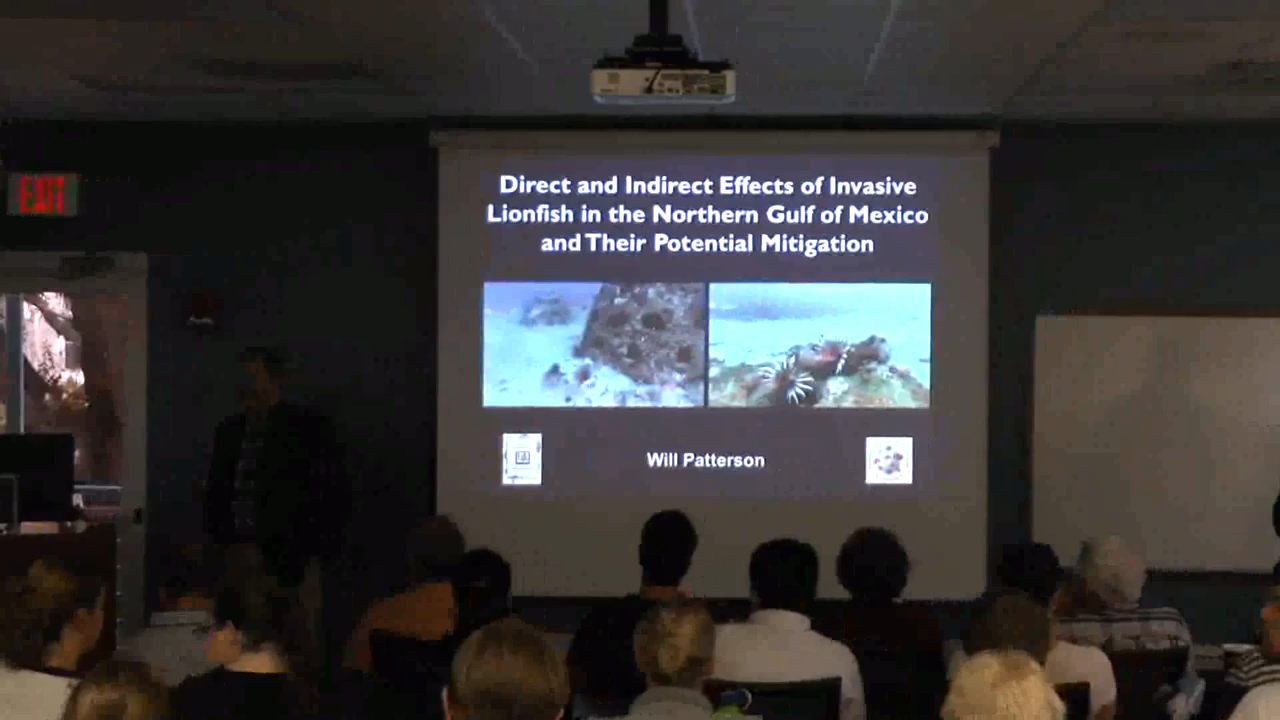 EXIT
Direct and Indirect Effects of Invasive
Lionfish in the Northern Gulf of Mexico
and Their Potential Mitigation
Will Patterson